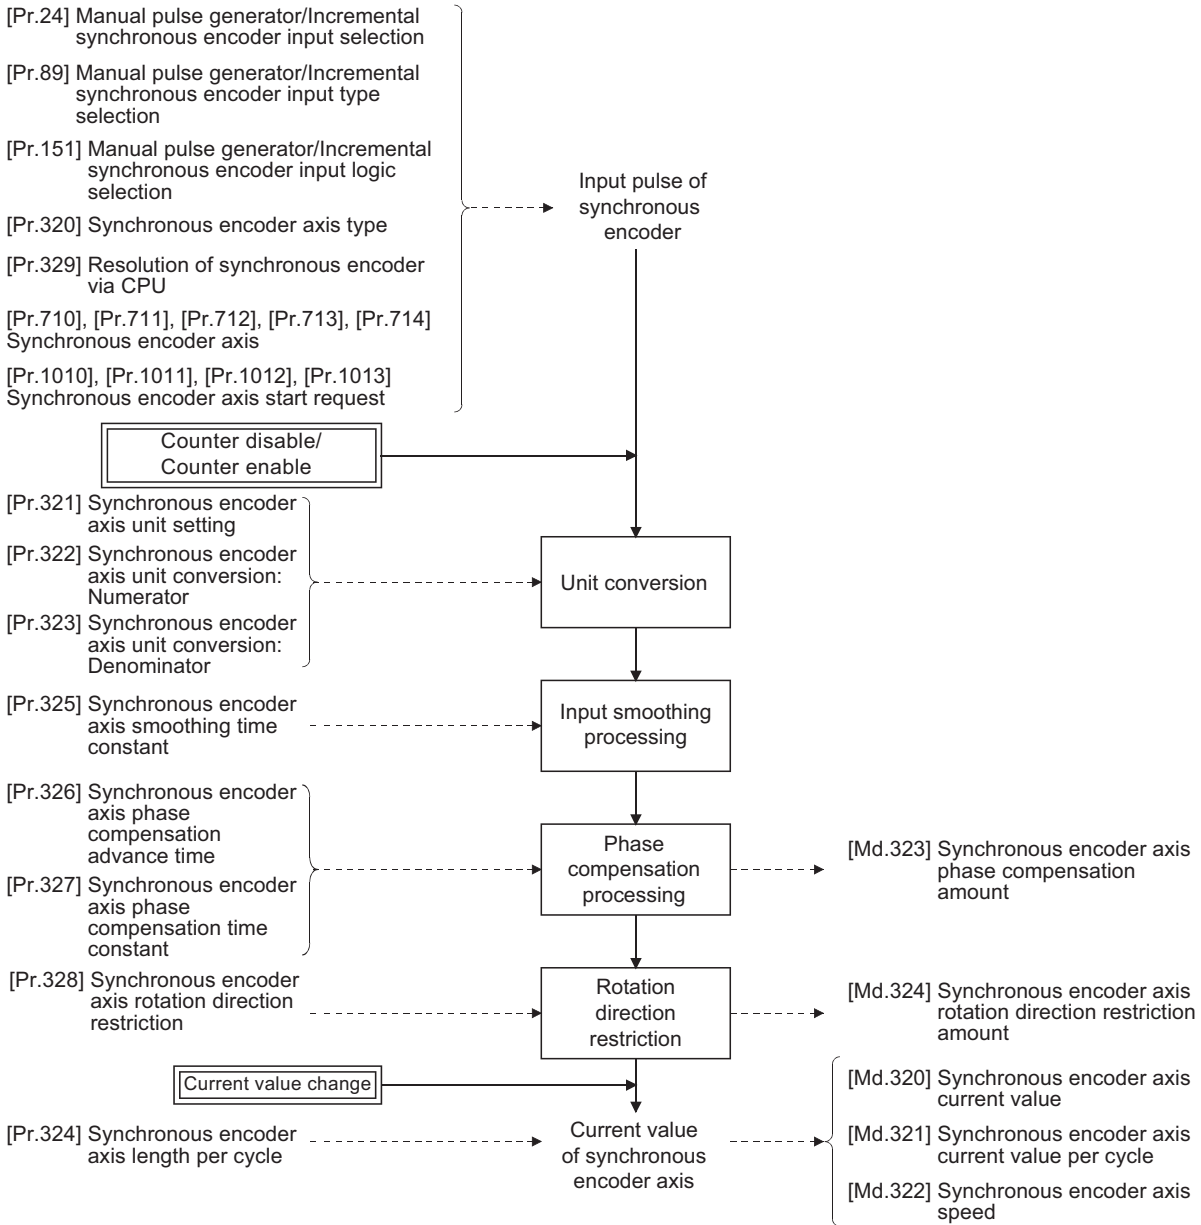 [Pr.24] Manual pulse generator/Incremental
synchronous encoder input selection
[Pr.89] Manual pulse generator/Incremental
synchronous encoder input type
selection
[Pr.151] Manual pulse generator/Incremental
synchronous encoder input logic
selection
[Pr.320] Synchronous encoder axis type
[Pr.329] Resolution of synchronous encoder
via CPU
[Pr.710], [Pr.711], [Pr.712], [Pr.713], [Pr.714]
Synchronous encoder axis
[Pr.1010], [Pr.1011], [Pr.1012], [Pr.1013]
Synchronous encoder axis start request
Input pulse of
synchronous
encoder
Counter disable/
Counter enable
[Pr.321] Synchronous encoder
axis unit setting
[Pr.322] Synchronous encoder
axis unit conversion:
Numerator
[Pr.323] Synchronous encoder
axis unit conversion:
Denominator
Unit conversion
[Pr.325] Synchronous encoder
axis smoothing time
constant
Input smoothing
processing
[Pr.326] Synchronous encoder
axis phase
compensation
advance time
[Pr.327] Synchronous encoder
axis phase
compensation time
constant
Phase
compensation
processing
[Md.323] Synchronous encoder axis
phase compensation
amount
[Pr.328] Synchronous encoder
axis rotation direction
restriction
Rotation
direction
restriction
[Md.324] Synchronous encoder axis
rotation direction restriction
amount
Current value change
[Pr.324] Synchronous encoder
axis length per cycle
Current value
of synchronous
encoder axis
[Md.320] Synchronous encoder axis
current value
[Md.321] Synchronous encoder axis
current value per cycle
[Md.322] Synchronous encoder axis
speed